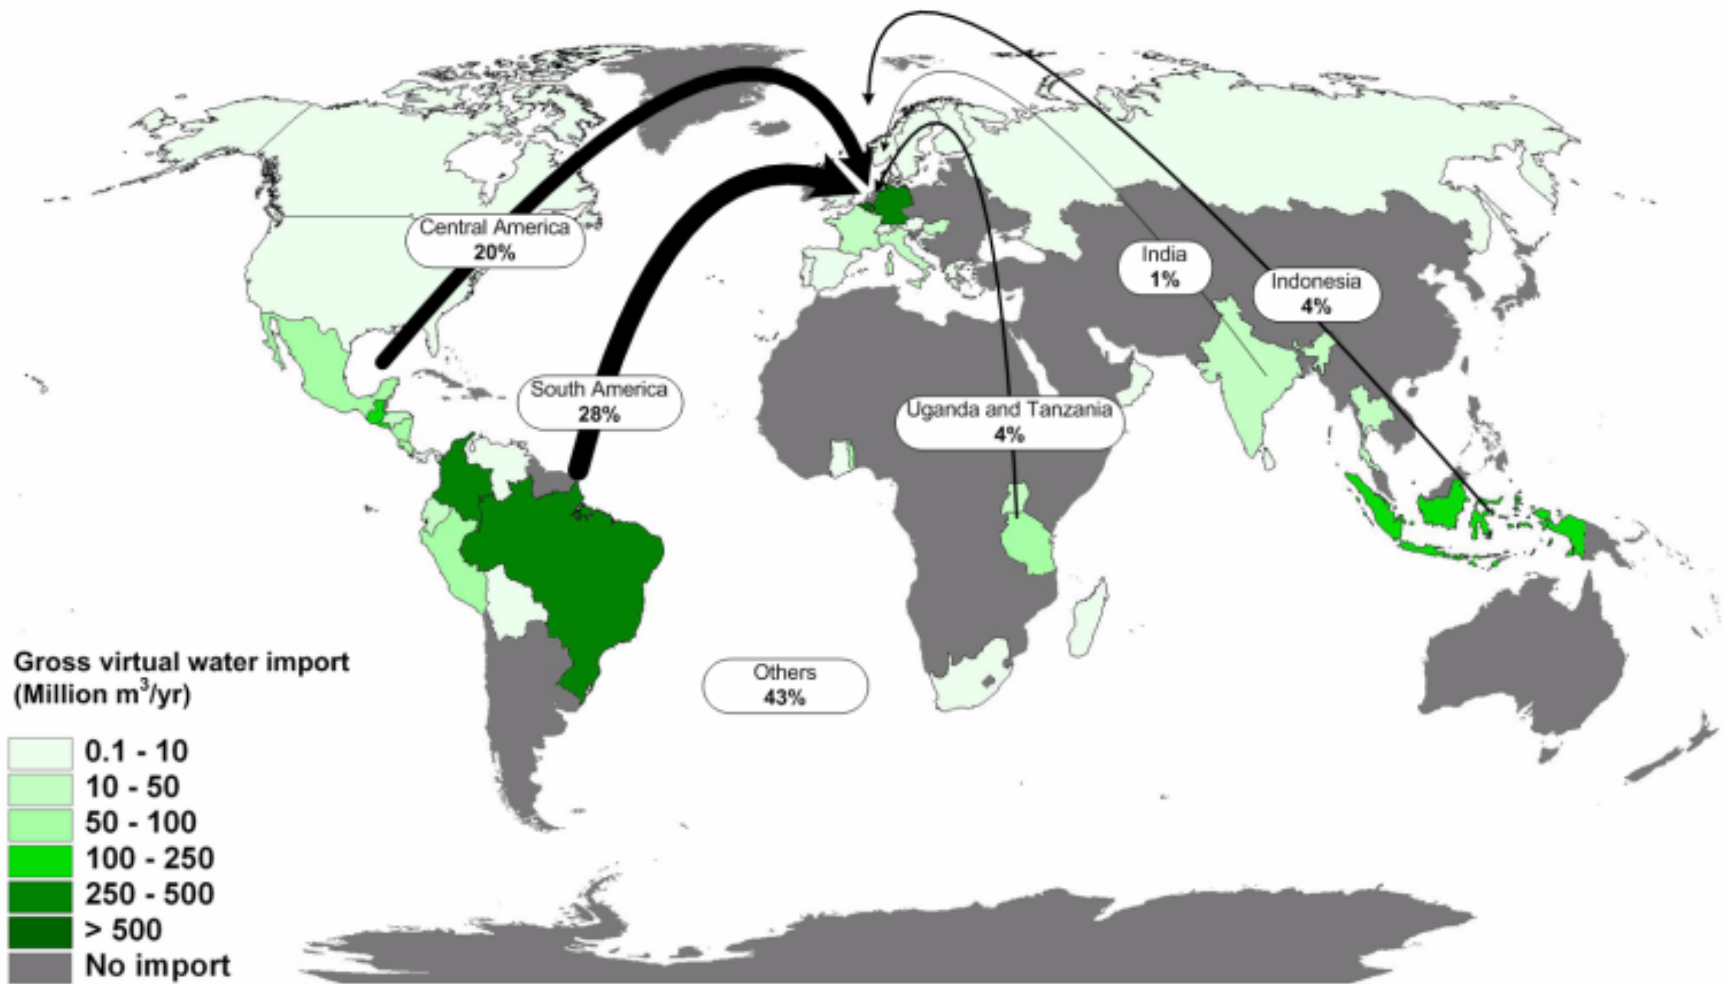 Central America
20%
South America
28%
India
1%
Indonesia
4%
Uganda and Tanzania
4%
Others
43%
Gross virtual water import
(Million m³/yr)
0.1 - 10
10 - 50
50 - 100
100 - 250
250 - 500
> 500
No import